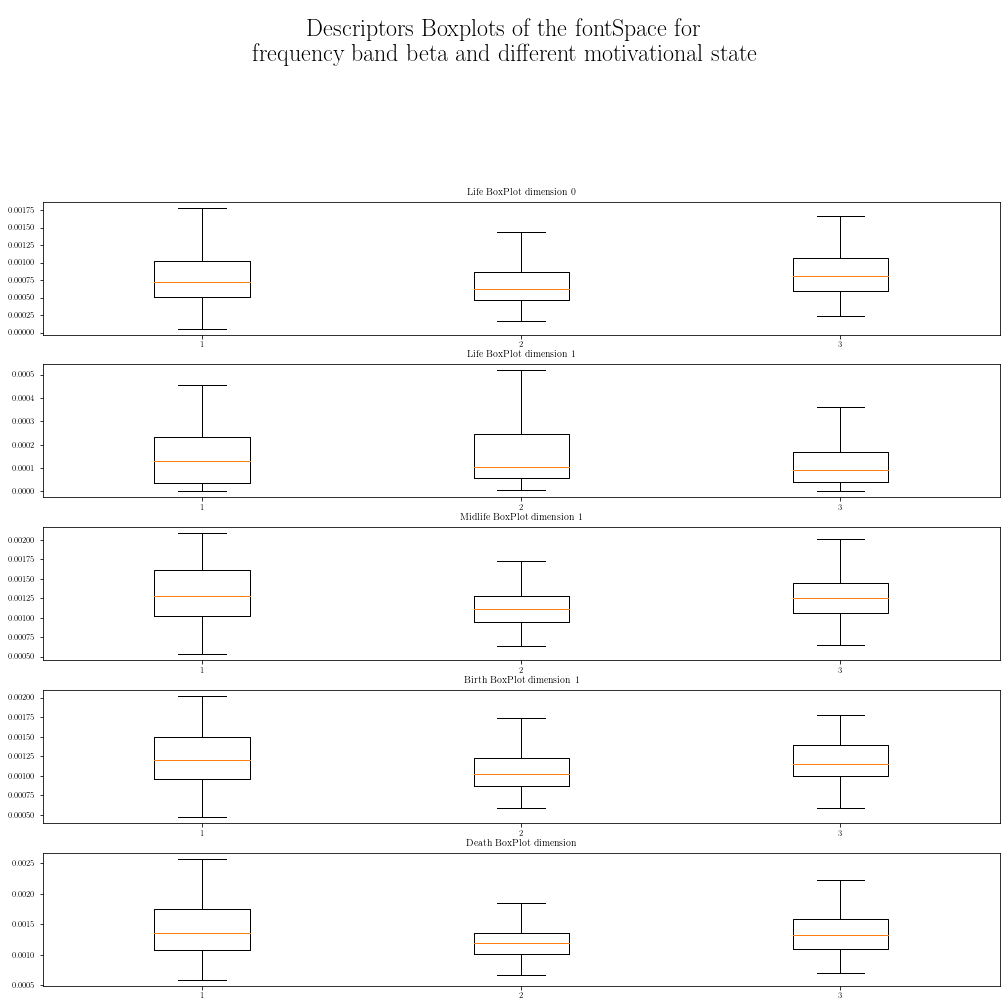 Descriptors Boxplots of the fontSpace for
frequency band beta and different motivational state
Life BoxPlot dimension 0
0.00175
0.00150
0.00125
0.00100
0.00075
0.00050
0.00025
0.00000
1 2 3
Life BoxPlot dimension 1
0.0005
0.0004
0.0003
0.0002
0.0001
0.0000
1 2 3
Midlife BoxPlot dimension 1
0.00200
0.00175
0.00150
0.00125
0.00100
0.00075
0.00050
1 2 3
Birth BoxPlot dimension 1
0.00200
0.00175
0.00150
0.00125
0.00100
0.00075
0.00050
1 2 3
Death BoxPlot dimension
0.0025
0.0020
0.0015
0.0010
0.0005
1 2 3